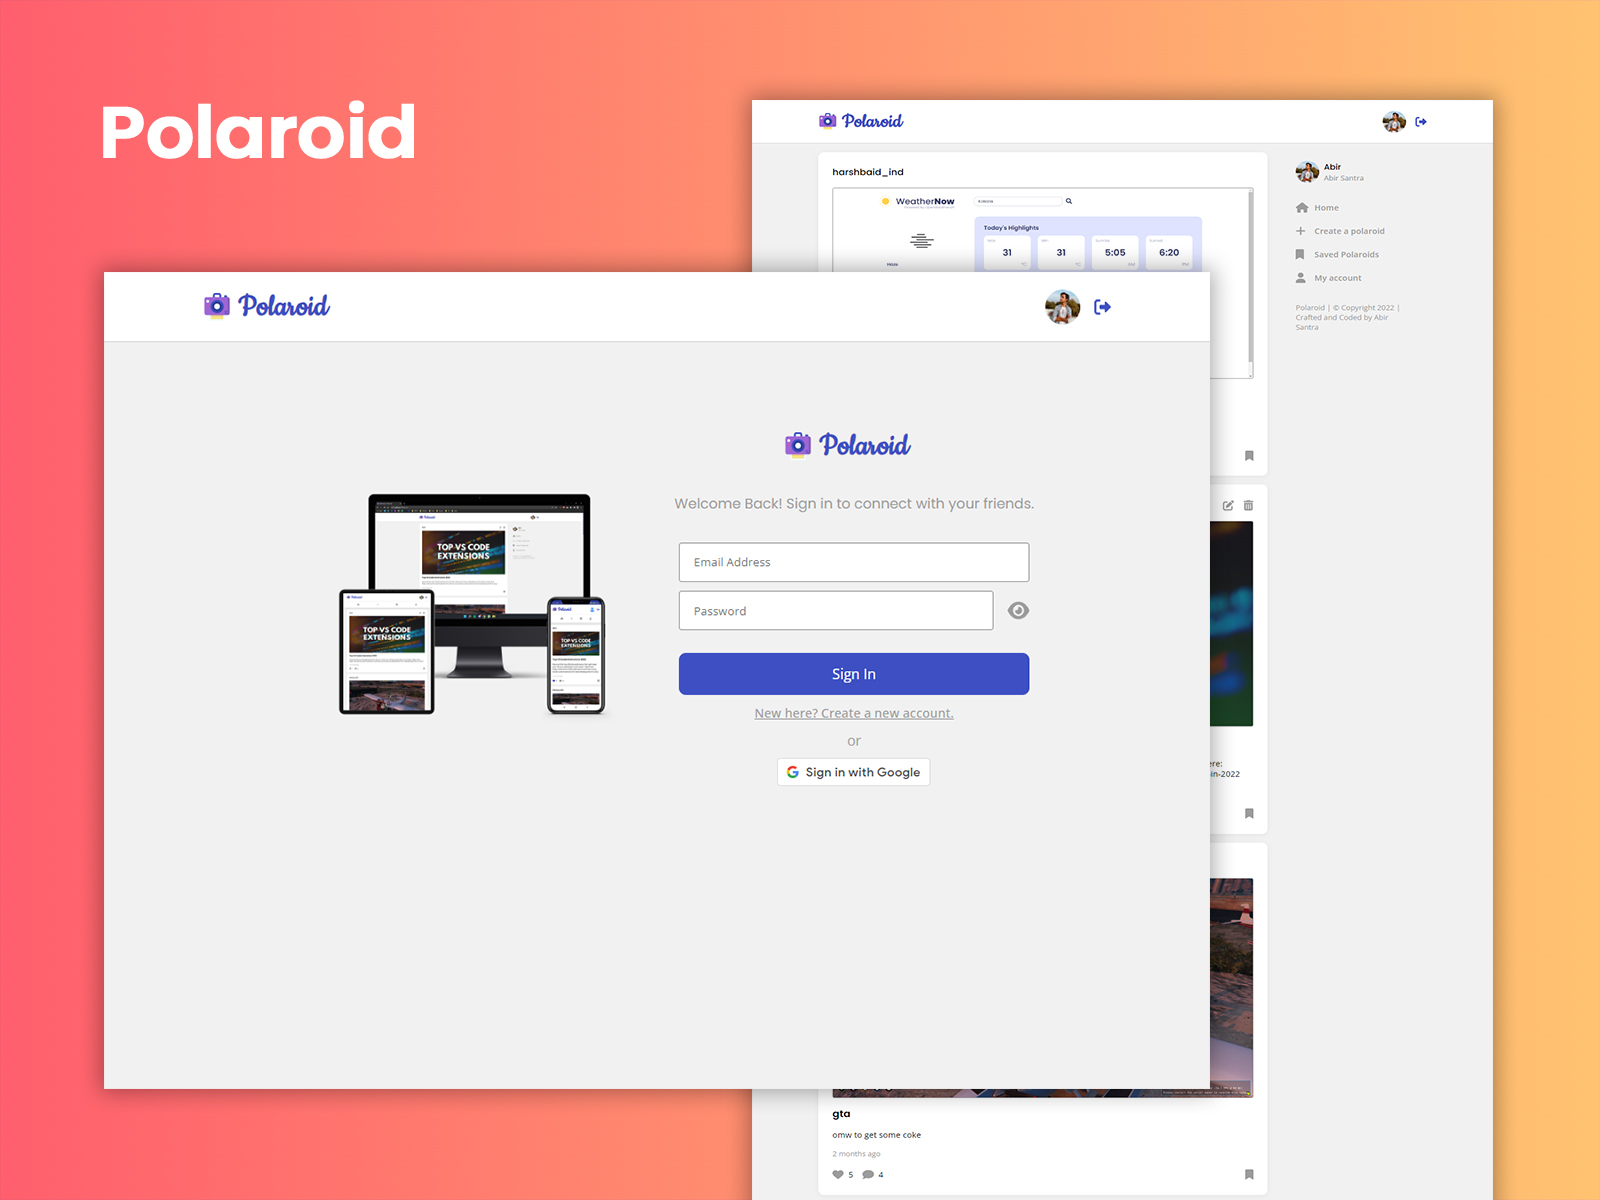 Polaroid
Polaroid
harshbaid_ind
WeatherNow
Today's Highlights
31
31
5:05
AM
6:20
PM
Haze
Abir
Abir Santra
Home
Create a polaroid
Saved Polaroids
My account
Polaroid | © Copyright 2022 |
Crafted and Coded by Abir
Santra
Polaroid
Polaroid
Welcome Back! Sign in to connect with your friends.
Email Address
Password
Sign In
New here? Create a new account.
or
Sign in with Google
TOP VS CODE
EXTENSIONS
TOP VS CODE
EXTENSIONS
TOP VS CODE
EXTENSIONS
ere:
in-2022
gta
omw to get some coke
2 months ago
5
4